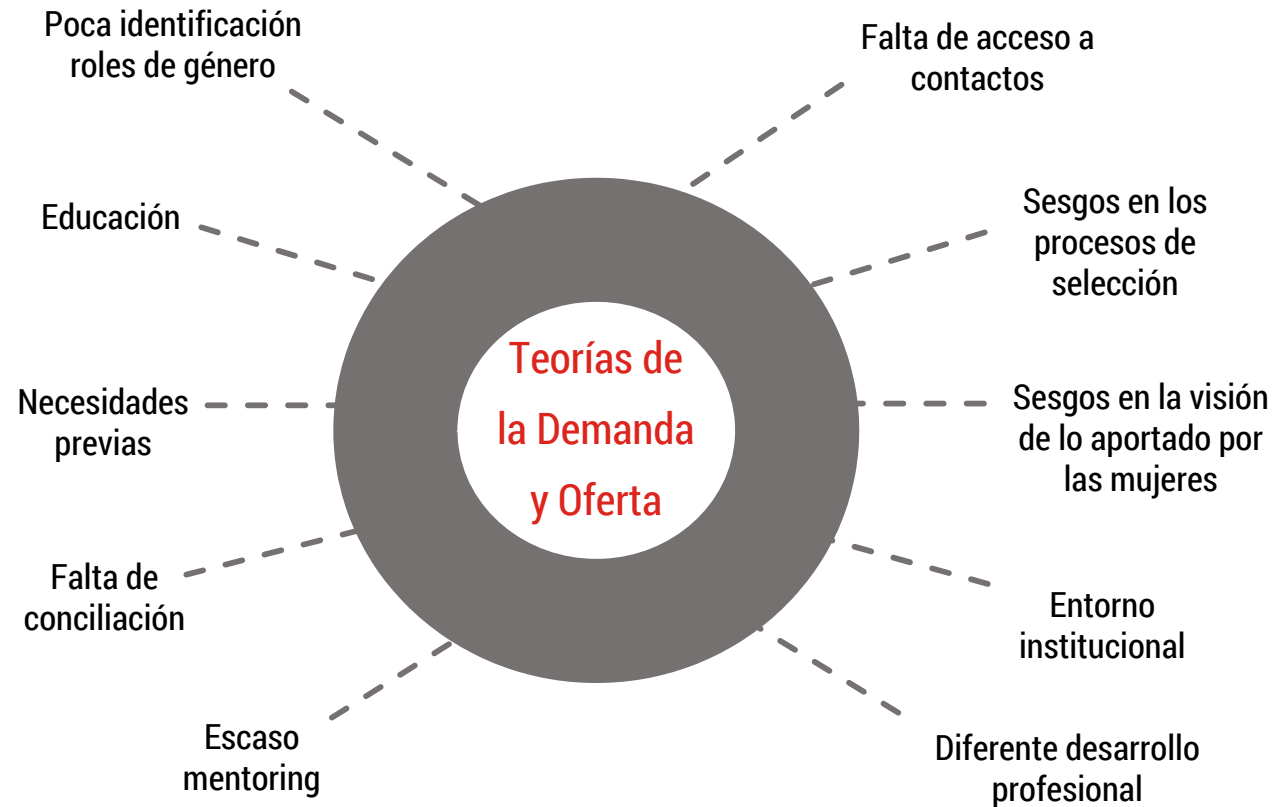 Poca identificación
roles de género
Falta de acceso a
contactos
Educación
Sesgos en los
procesos de
selección
Teorías de
la Demanda
y Oferta
Necesidades
previas
Sesgos en la visión
de lo aportado por
las mujeres
Falta de
conciliación
Entorno
institucional
Escaso
mentoring
Diferente desarrollo
profesional